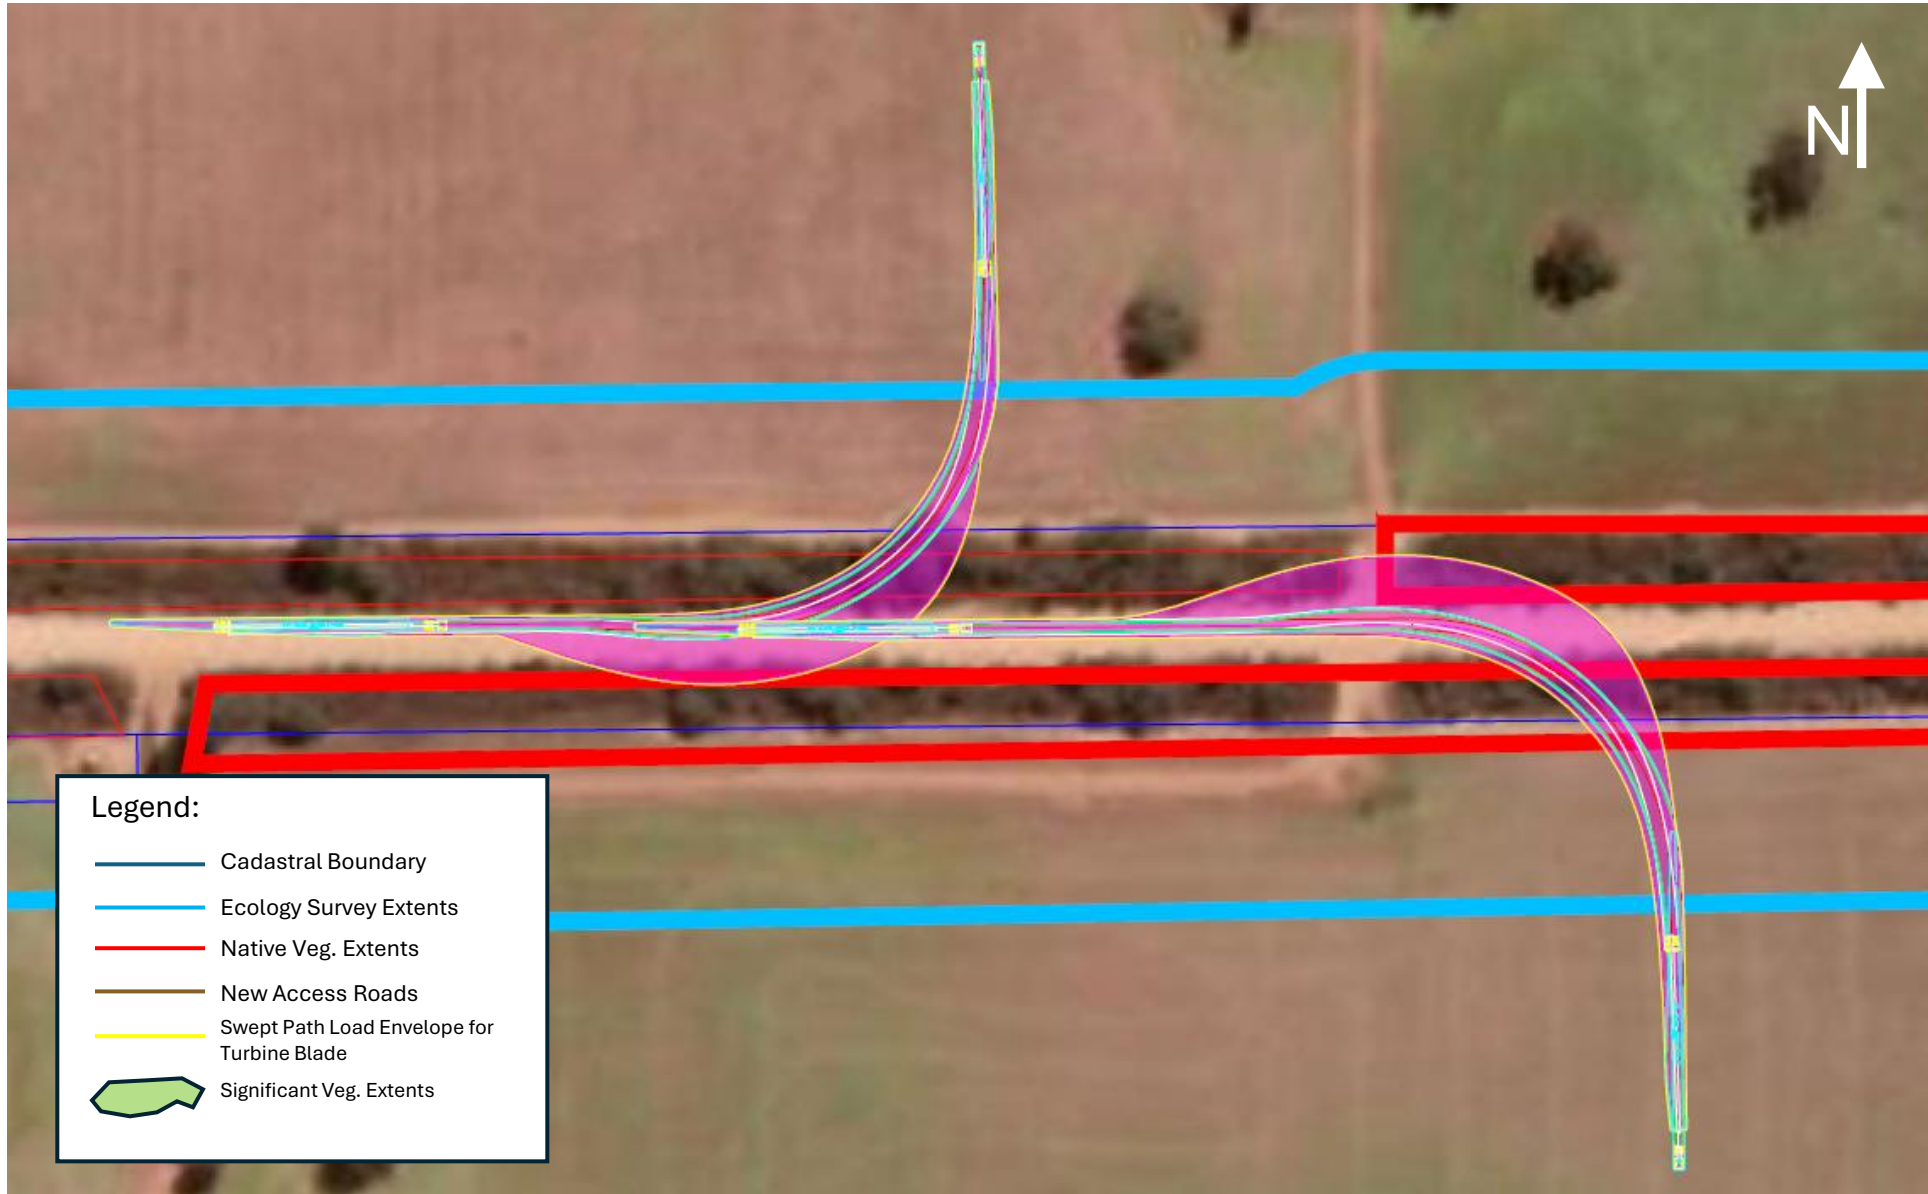 N
Legend:
Cadastral Boundary
Ecology Survey Extents
Native Veg. Extents
New Access Roads
Swept Path Load Envelope for
Turbine Blade
Significant Veg. Extents